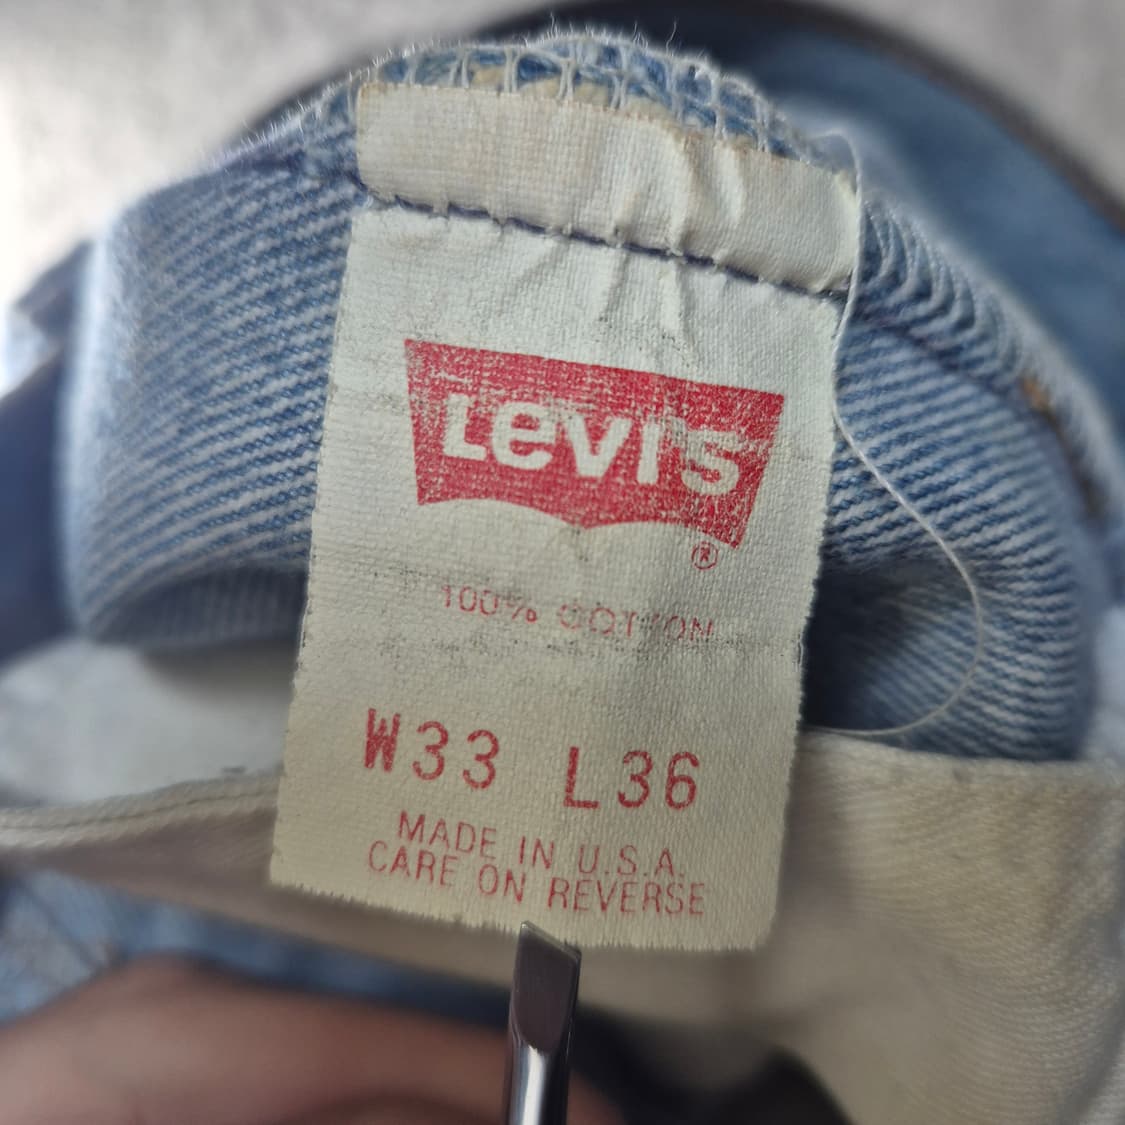 Levi's
®
100% COTTON
W33 L36
MADE IN U.S.A.
CARE ON REVERSE